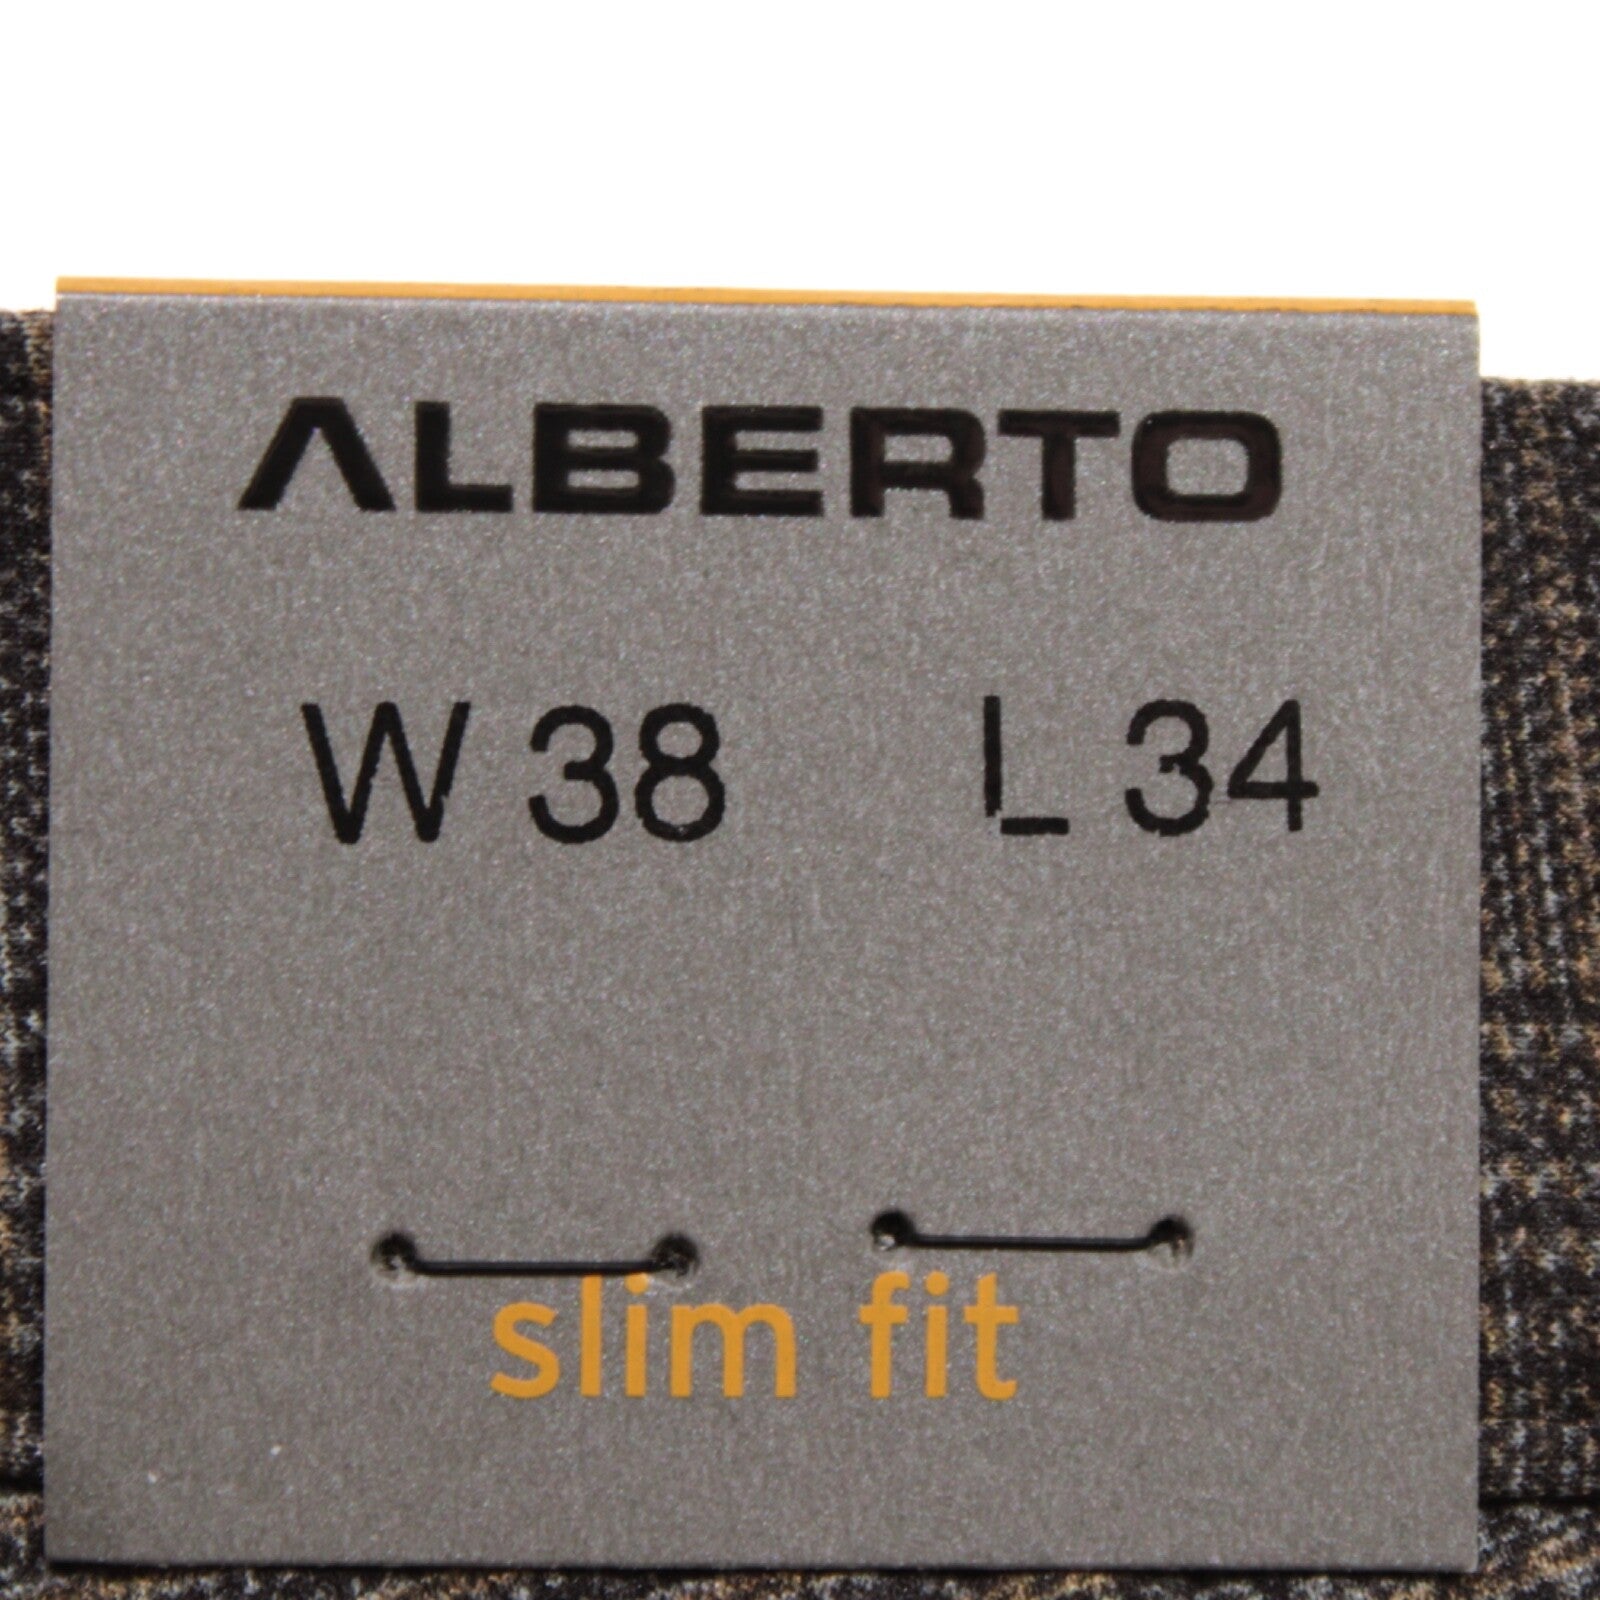 ALBERTO
W 38 L 34
slim fit